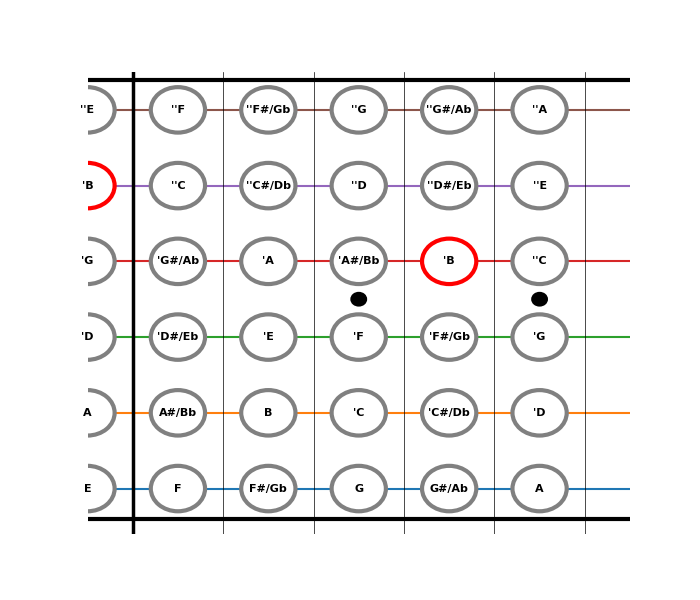 ''E ''F ''F#/Gb ''G ''G#/Ab ''A
'B ''C ''C#/Db ''D ''D#/Eb ''E
'G 'G#/Ab 'A 'A#/Bb 'B ''C
'D 'D#/Eb 'E 'F 'F#/Gb 'G
A A#/Bb B 'C 'C#/Db 'D
E F F#/Gb G G#/Ab A